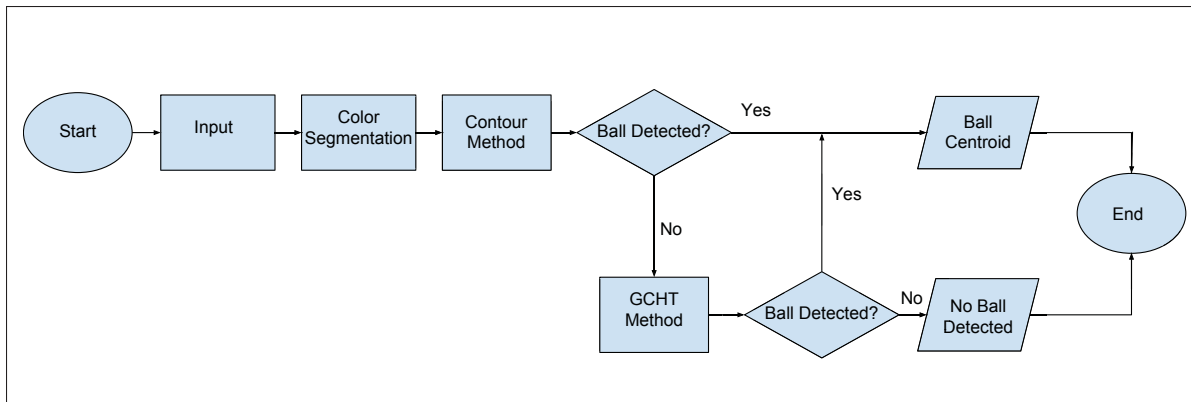 Start
Input
Color
Segmentation
Contour
Method
Ball Detected?
Yes
Ball
Centroid
No
Yes
End
GCHT
Method
Ball Detected?
No
No Ball
Detected